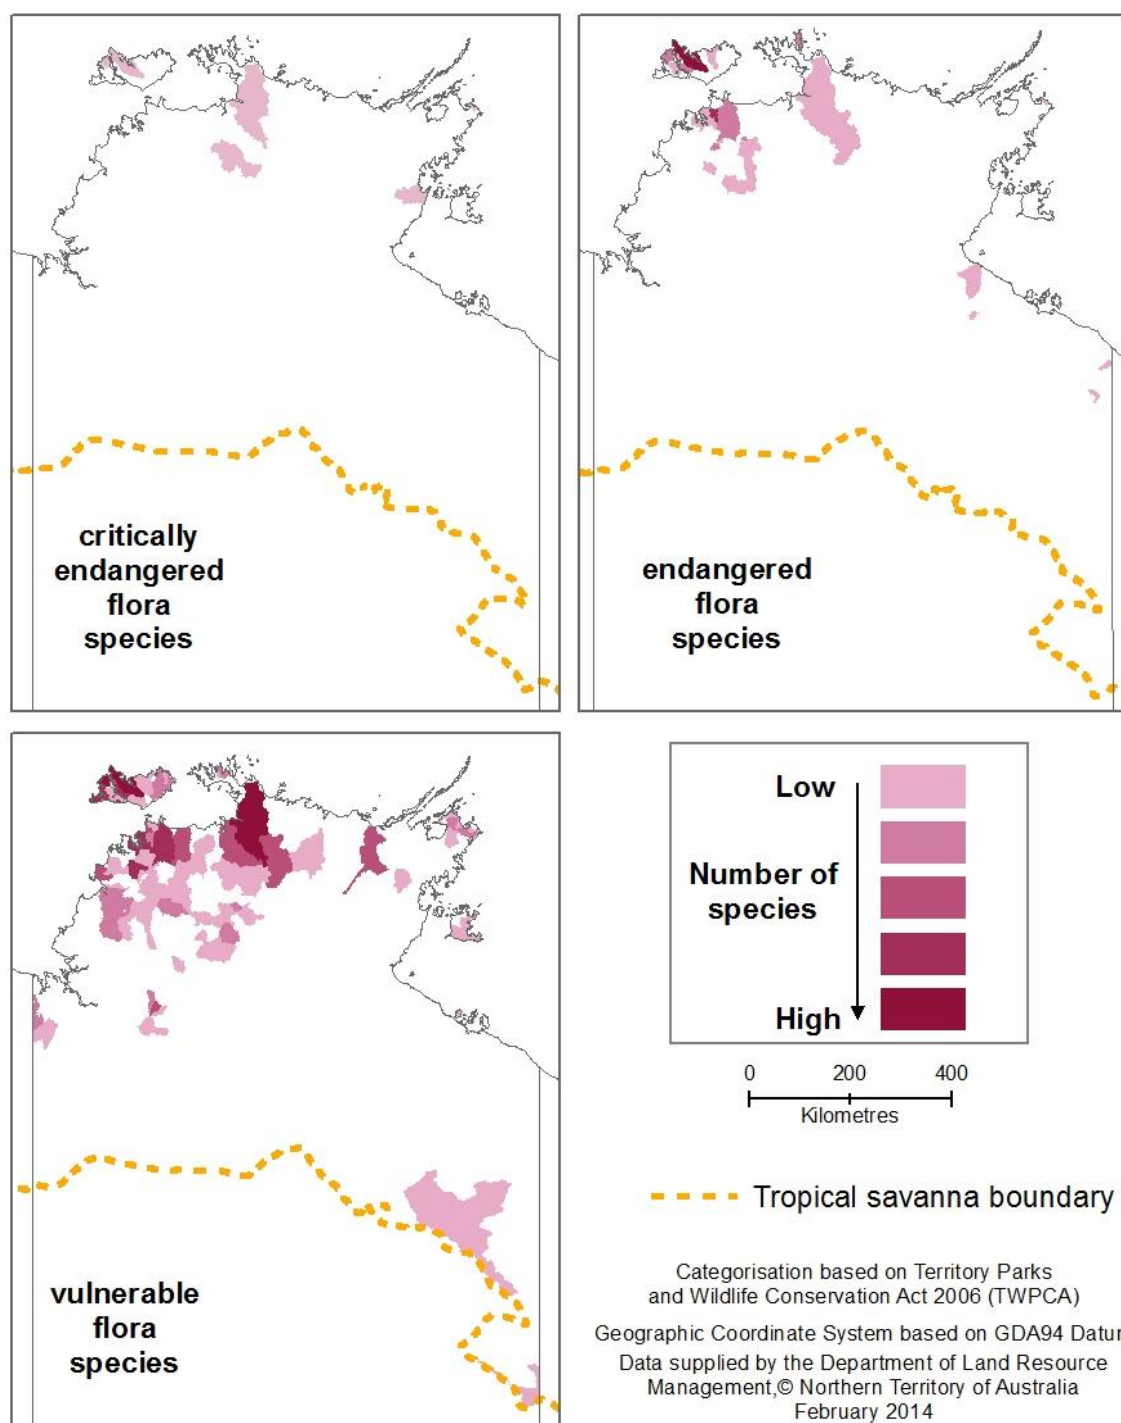 critically
endangered
flora
species
endangered
flora
species
vulnerable
flora
species
Low
Number of
species
High
0 200 400
Kilometres
Tropical savanna boundary
Categorisation based on Territory Parks
and Wildlife Conservation Act 2006 (TWPCA)
Geographic Coordinate System based on GDA94 Datu
Data supplied by the Department of Land Resource
Management,© Northern Territory of Australia
February 2014